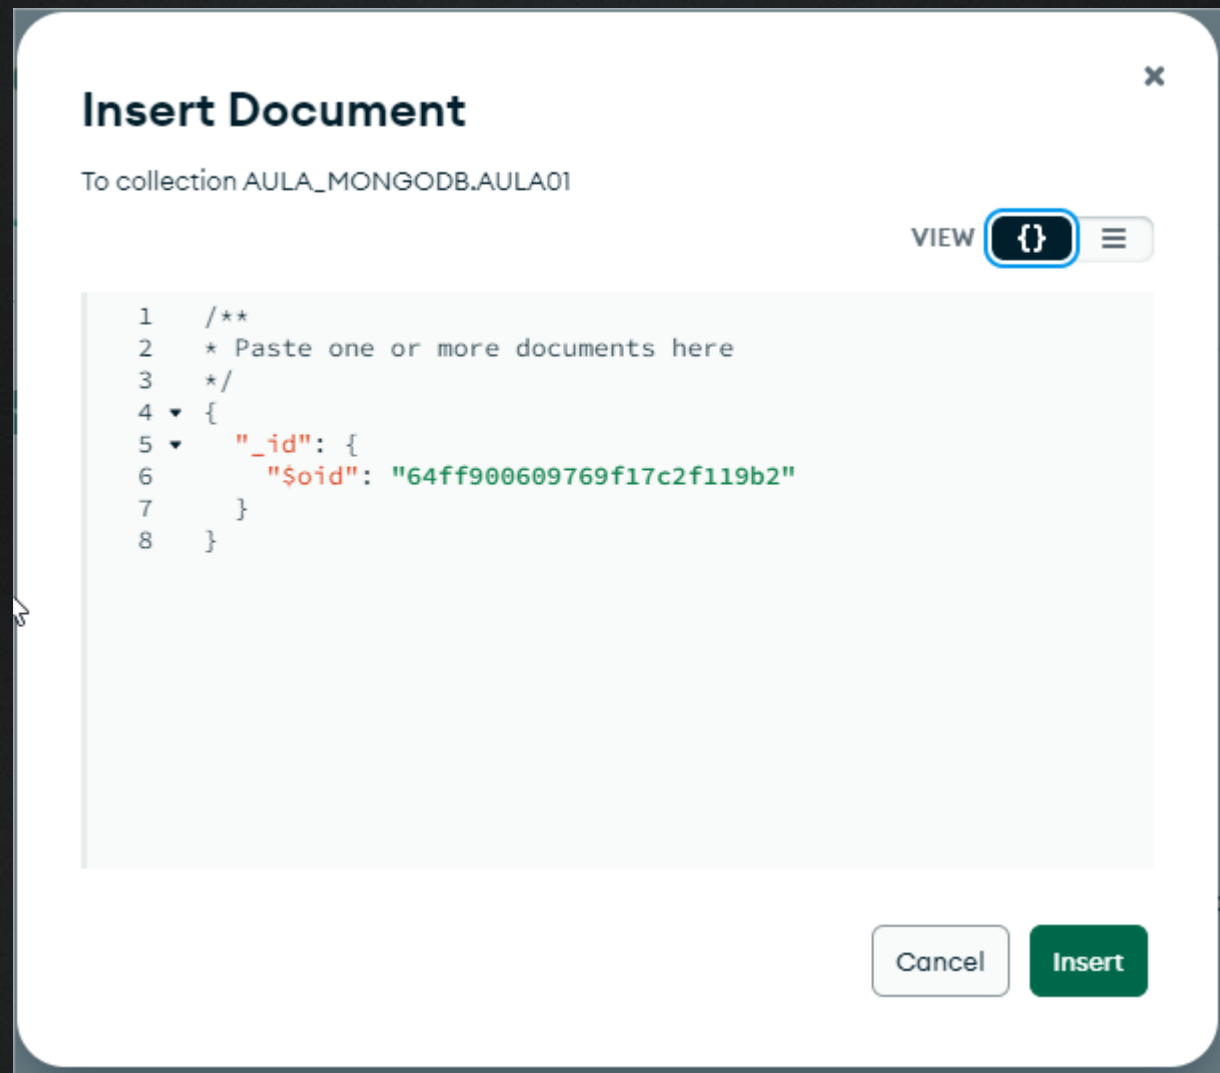 Insert Document
To collection AULA_MONGODB.AULA01
VIEW {}
1 /**
2 * Paste one or more documents here
3 */
4 {
5 "_id": {
6 "$oid": "64ff900609769f17c2f119b2"
7 }
8 }
Cancel Insert